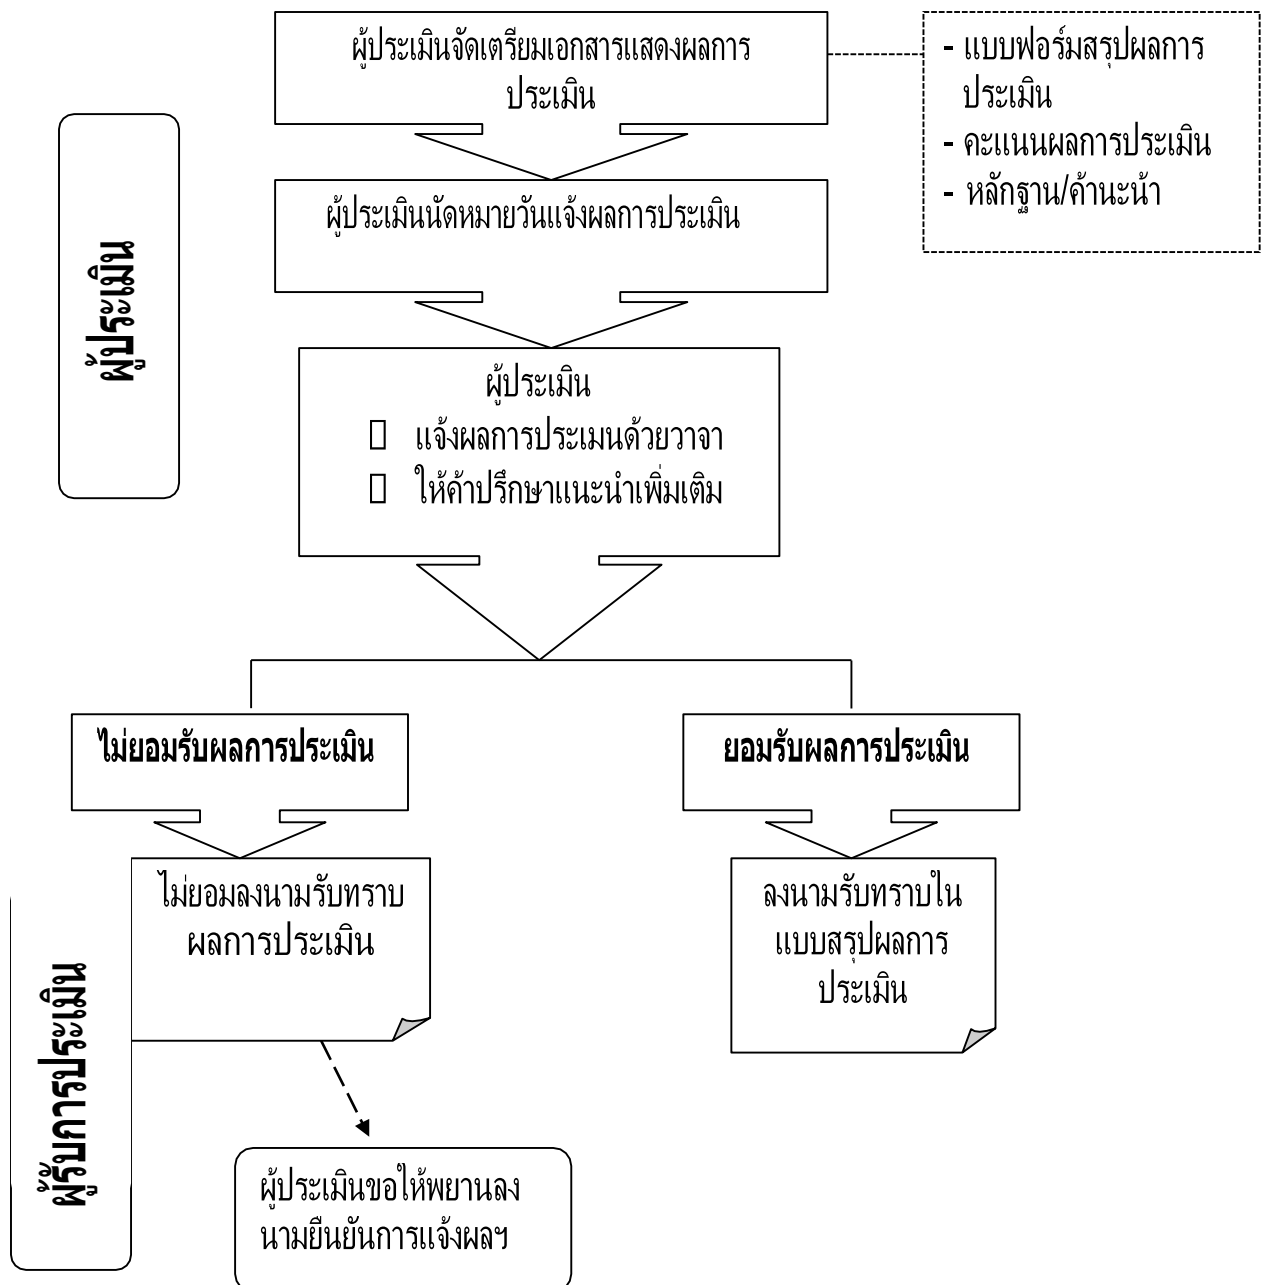 ผู้ประเมินจัดเตรียมเอกสารแสดงผลการ
ประเมิน
- แบบฟอร์มสรุปผลการ
ประเมิน
- คะแนนผลการประเมิน
- หลักฐาน/ค้านะน้า
ผู้ประเมิน
ผู้ประเมินนัดหมายวันแจ้งผลการประเมิน
ผู้ประเมิน
แจ้งผลการประเมนด้วยวาจา
ให้ค้าปรึกษาแนะนำเพิ่มเติม
ไม่ยอมรับผลการประเมิน
ยอมรับผลการประเมิน
ไม่ยอมลงนามรับทราบ
ผลการประเมิน
ลงนามรับทราบใน
แบบสรุปผลการ
ประเมิน
ผู้รับการประเมิน
ผู้ประเมินขอให้พยานลง
นามยืนยันการแจ้งผลฯ